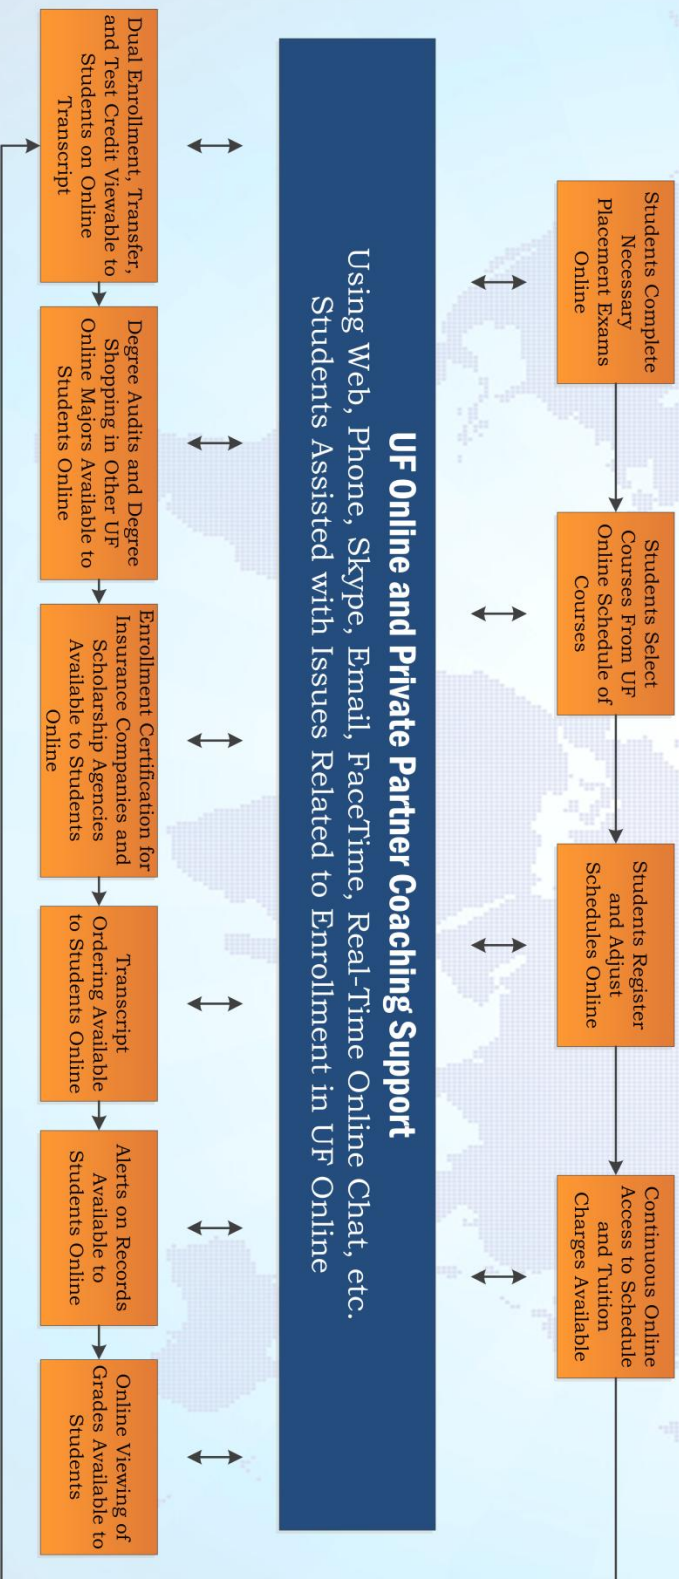 Students Complete
Necessary
Placement Exams
Online
Students Select
Courses From UF
Online Schedule of
Courses
Students Register
and Adjust
Schedules Online
Continuous Online
Access to Schedule
and Tuition
Charges Available
UF Online and Private Partner Coaching Support
Using Web, Phone, Skype, Email, FaceTime, Real-Time Online Chat, etc.
Students Assisted with Issues Related to Enrollment in UF Online
Dual Enrollment, Transfer,
and Test Credit Viewable to
Students on Online
Transcript
Degree Audits and Degree
Shopping in Other UF
Online Majors Available to
Students Online
Enrollment Certification for
Insurance Companies and
Scholarship Agencies
Available to Students
Online
Transcript
Ordering Available
to Students Online
Alerts on Records
Available to
Students Online
Online Viewing of
Grades Available to
Students